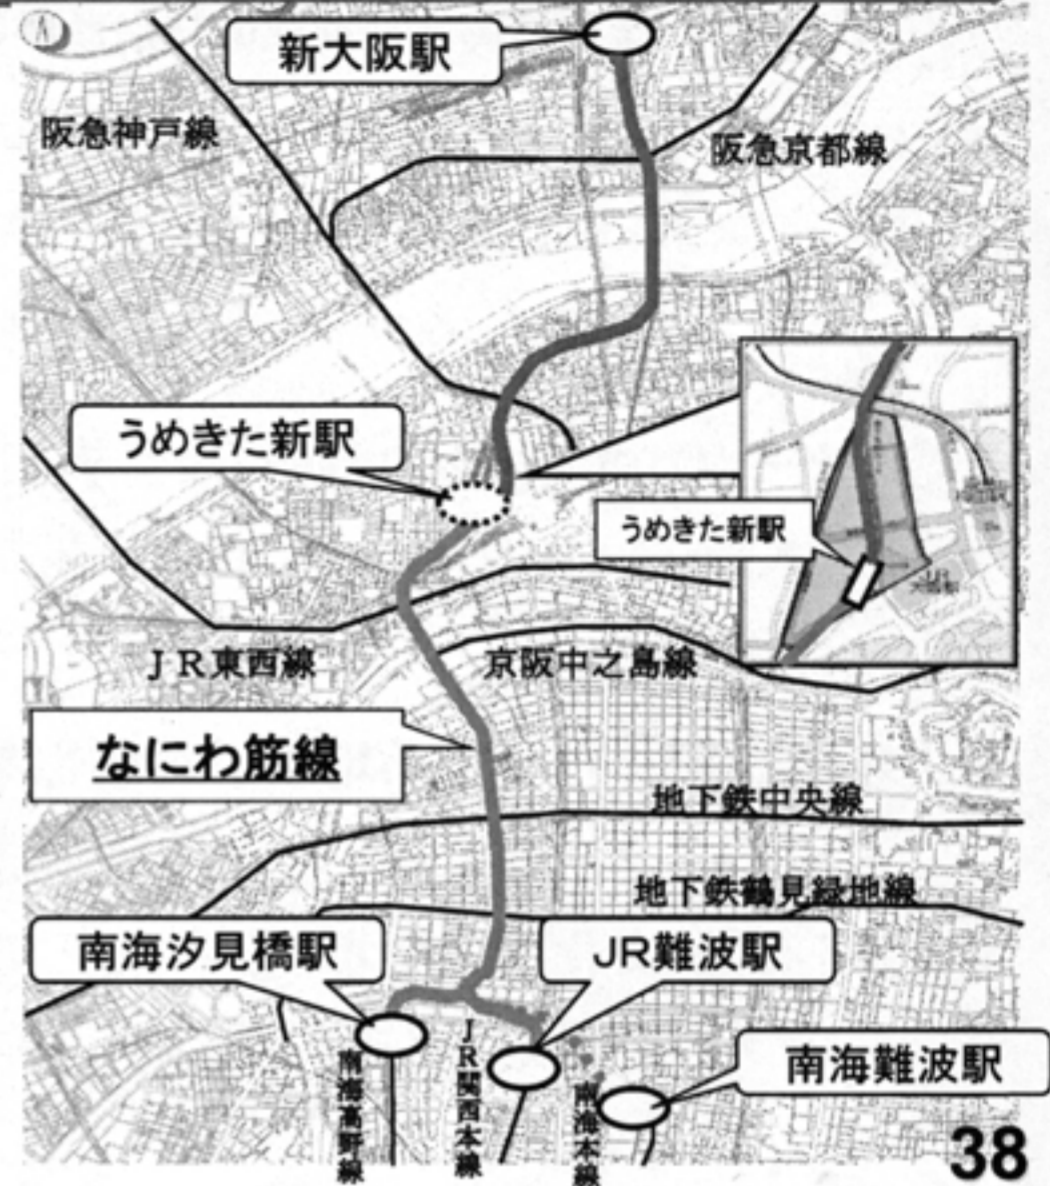 新大阪駅
阪急神戸線
阪急京都線
うめきた新駅
うめきた新駅
JR東西線
京阪中之島線
なにわ筋線
地下鉄中央線
地下鉄鶴見緑地線
南海汐見橋駅
JR難波駅
南海難波駅
南海高野線
JR関西本線
南海本線
38